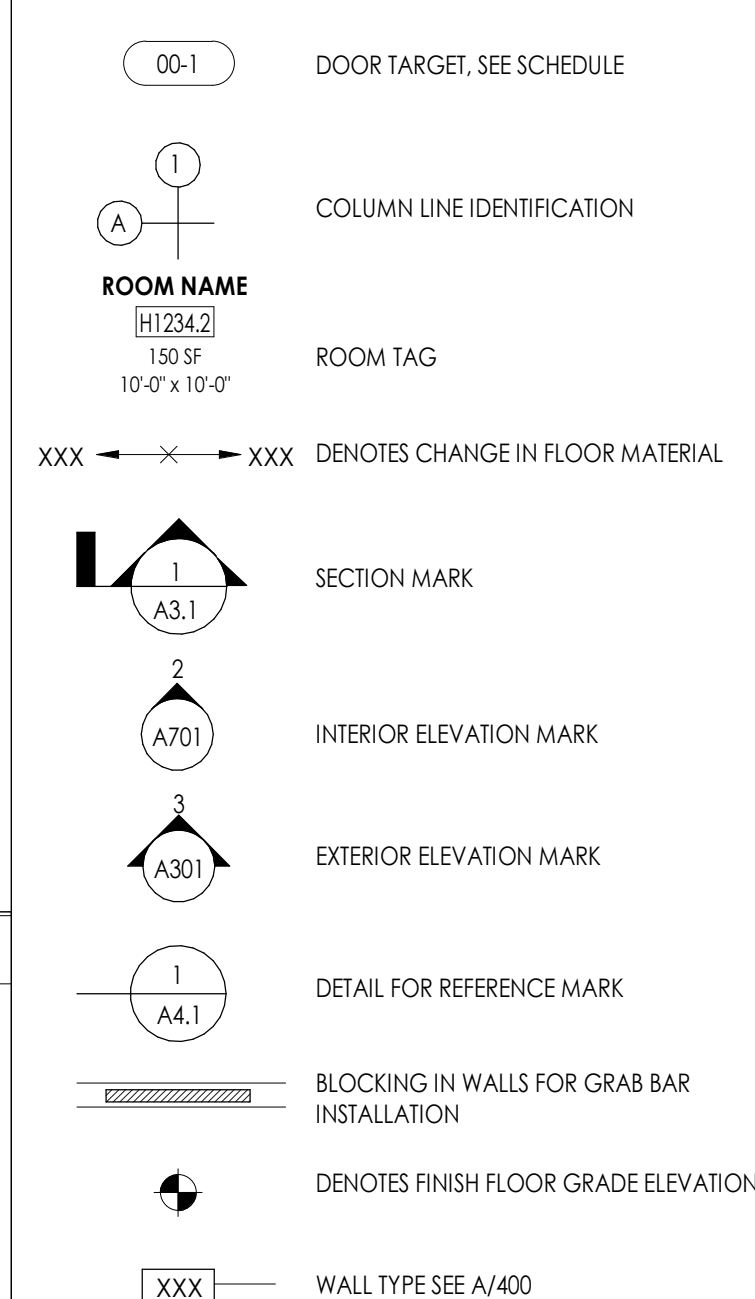 00-1 DOOR TARGET, SEE SCHEDULE
1
A COLUMN LINE IDENTIFICATION
ROOM NAME
H1234.2
150 SF
10'-0" x 10'-0"
ROOM TAG
XXX XXX DENOTES CHANGE IN FLOOR MATERIAL
1
A3.1
SECTION MARK
2
A701 INTERIOR ELEVATION MARK
3
A301 EXTERIOR ELEVATION MARK
1
A4.1
DETAIL FOR REFERENCE MARK
BLOCKING IN WALLS FOR GRAB BAR
INSTALLATION
DENOTES FINISH FLOOR GRADE ELEVATION
XXX WALL TYPE SEE A/400